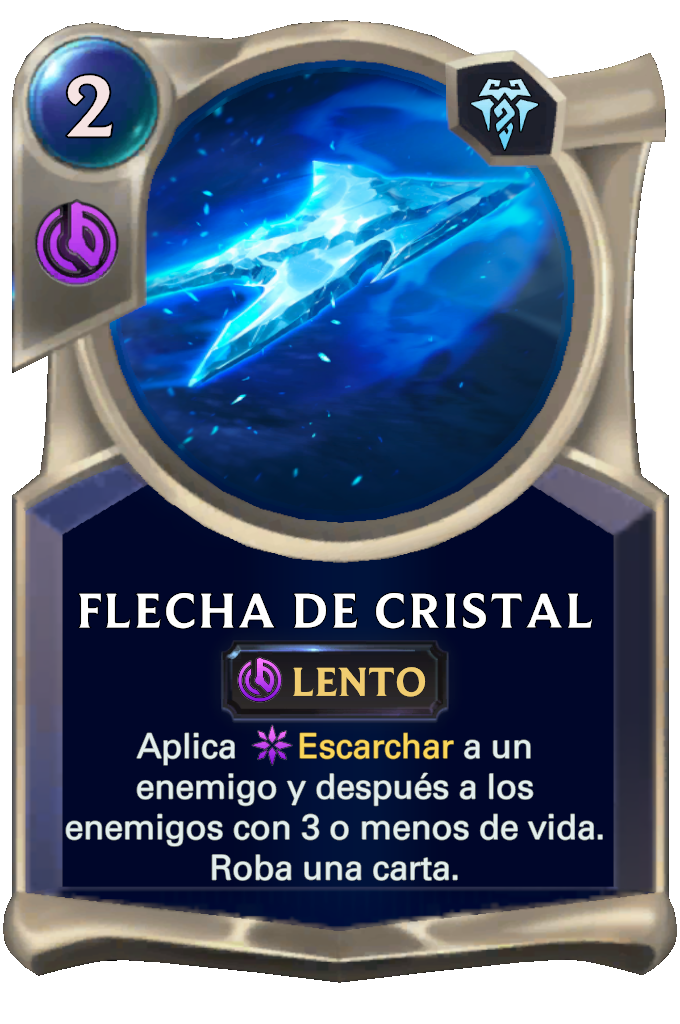 2
FLECHA DE CRISTAL
LENTO
Aplica Escarchar a un
enemigo y después a los
enemigos con 3 o menos de vida.
Roba una carta.